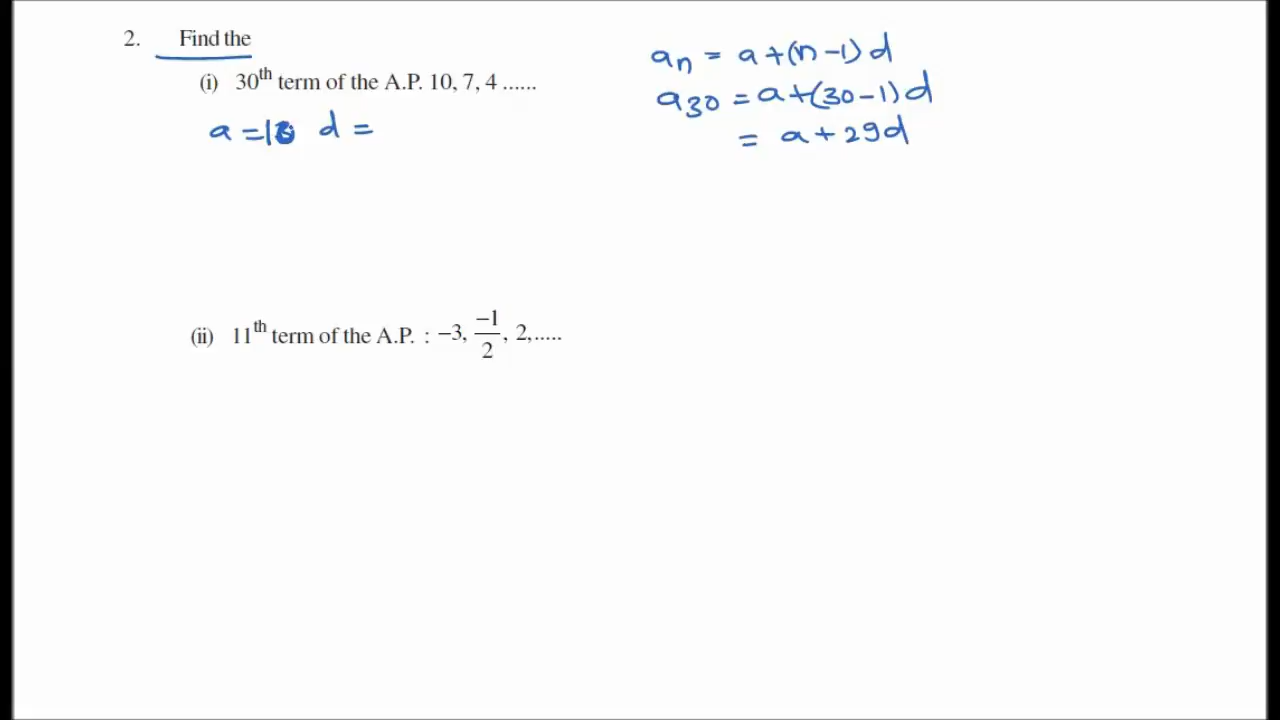 2. Find the
(i) 30th term of the A.P. 10, 7, 4 ......
a = 10 d =
aₙ = a + (n - 1) d
a₃₀ = a + (30 - 1) d
= a + 29d
(ii) 11th term of the A.P. : −3, −1/2, 2,.....